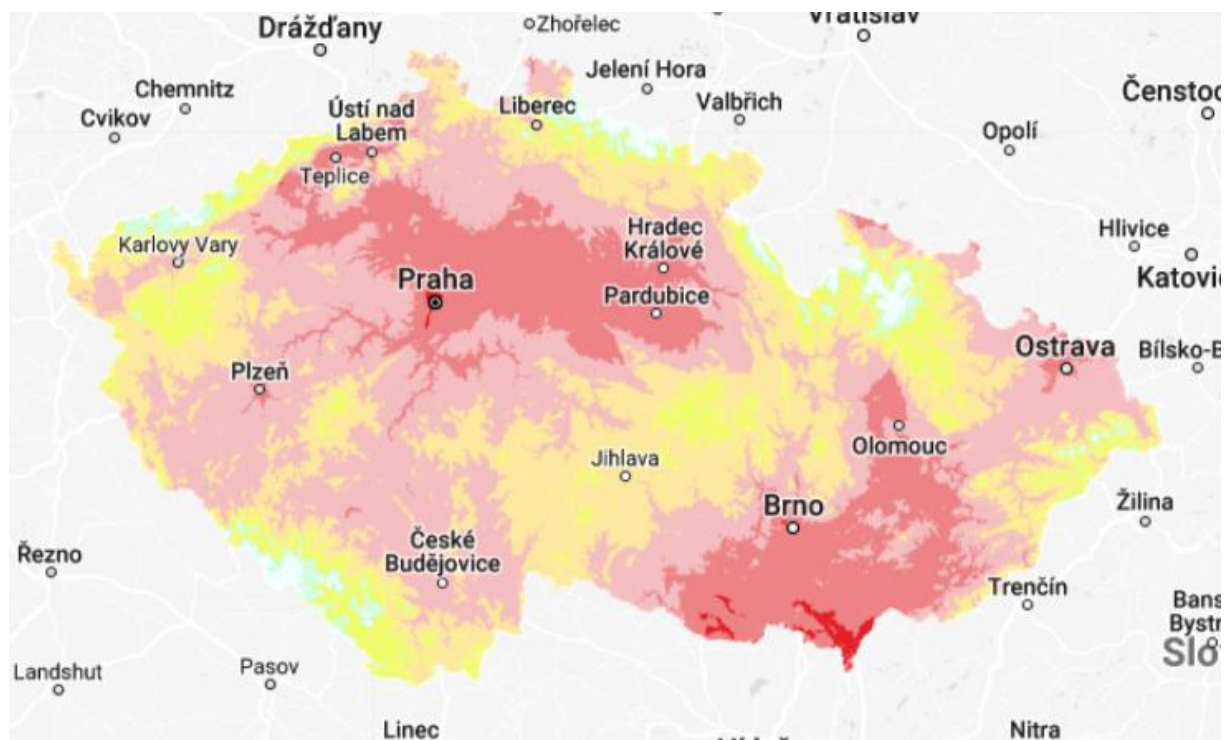 Drážďany
Zhořelec
Vratislav
Jelení Hora
Chemnitz
Cvikov
Ústí nad
Labem
Liberec
Valbřich
Opolí
Teplice
Karlovy Vary
Hradec
Králové
Hlivice
Praha
Pardubice
Plzeň
Ostrava
Olomouc
Jihlava
Brno
Žilina
Řezno
České
Budějovice
Trenčín
Landshut
Pasov
Linec
Nitra